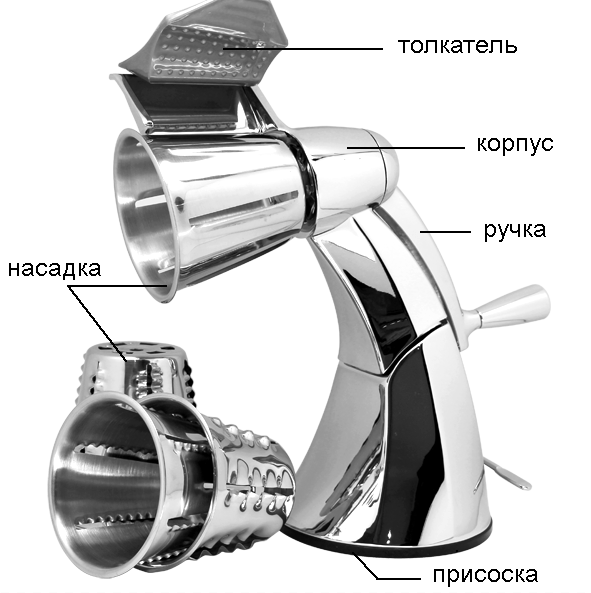 толкатель
корпус
ручка
насадка
присоска